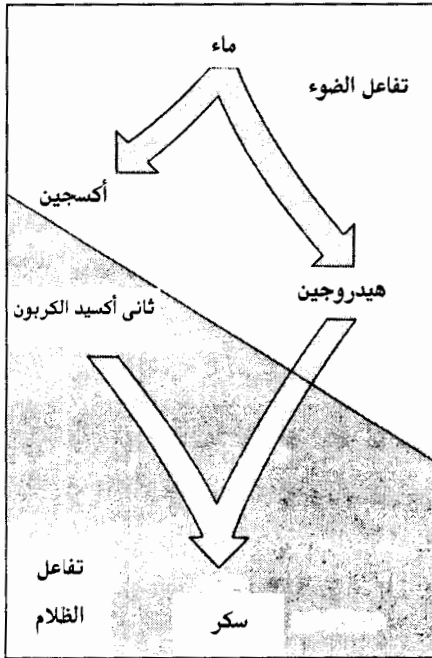 ماء
تفاعل الضوء
أكسجين
هيدروجين
ثانى أكسيد الكربون
تفاعل
الظلام
سكر